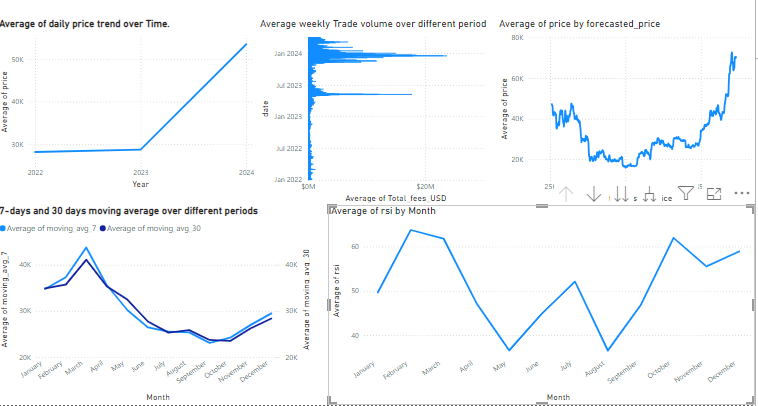 Average of daily price trend over Time.
Average of price
50K
40K
30K
2022
2023
2024
Year
Average weekly Trade volume over different period
date
Jan 2024
Jul 2023
Jan 2023
Jul 2022
Jan 2022
$0M
$20M
Average of Total_fees_USD
Average of price by forecasted_price
Average of price
80K
60K
40K
20K
7-days and 30 days moving average over different periods
Average of moving_avg_7
Average of moving_avg_30
Average of moving_avg_7
40K
30K
20K
40K
30K
20K
Average of moving_avg_30
January
February
March
April
May
June
July
August
September
October
November
December
Month
Average of rsi by Month
Average of rsi
60
50
40
January
February
March
April
May
June
July
August
September
October
November
December
Month